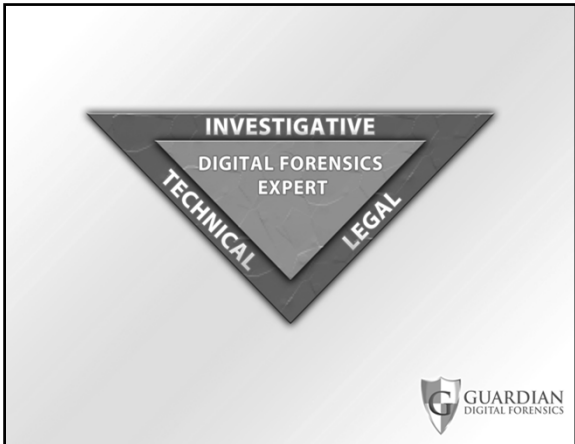 INVESTIGATIVE
DIGITAL FORENSICS
EXPERT
TECHNICAL
LEGAL
G GUARDIAN
DIGITAL FORENSICS